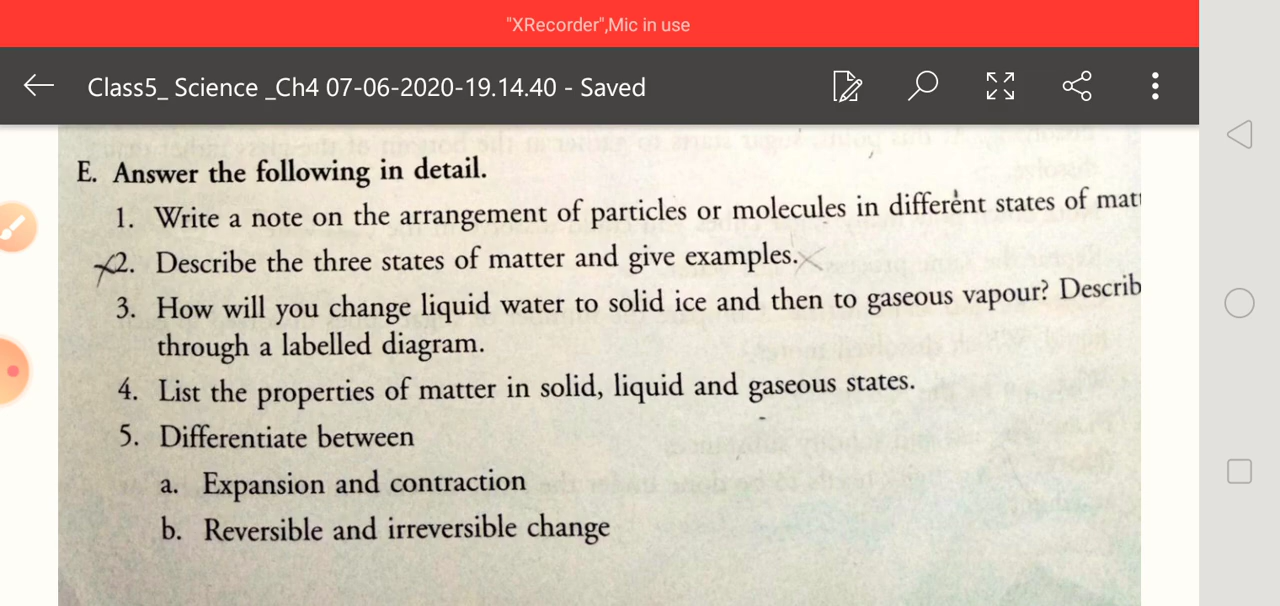 "XRecorder",Mic in use
Class5_ Science _Ch4 07-06-2020-19.14.40 - Saved
E. Answer the following in detail.
1. Write a note on the arrangement of particles or molecules in different states of mat
2. Describe the three states of matter and give examples.
3. How will you change liquid water to solid ice and then to gaseous vapour? Describ
through a labelled diagram.
4. List the properties of matter in solid, liquid and gaseous states.
5. Differentiate between
a. Expansion and contraction
b. Reversible and irreversible change